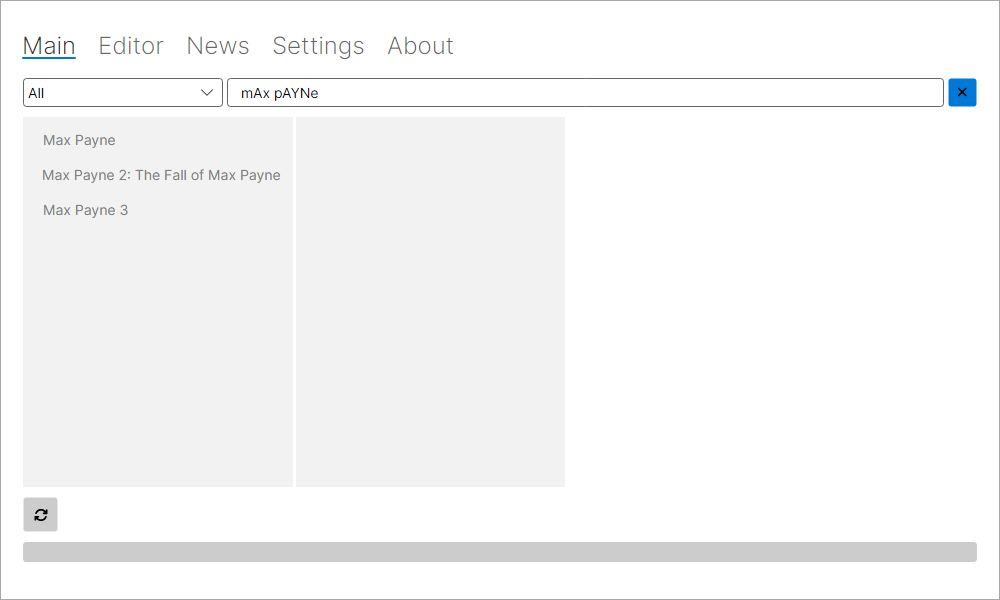 Main Editor News Settings About
All mAx pAYNe
Max Payne
Max Payne 2: The Fall of Max Payne
Max Payne 3